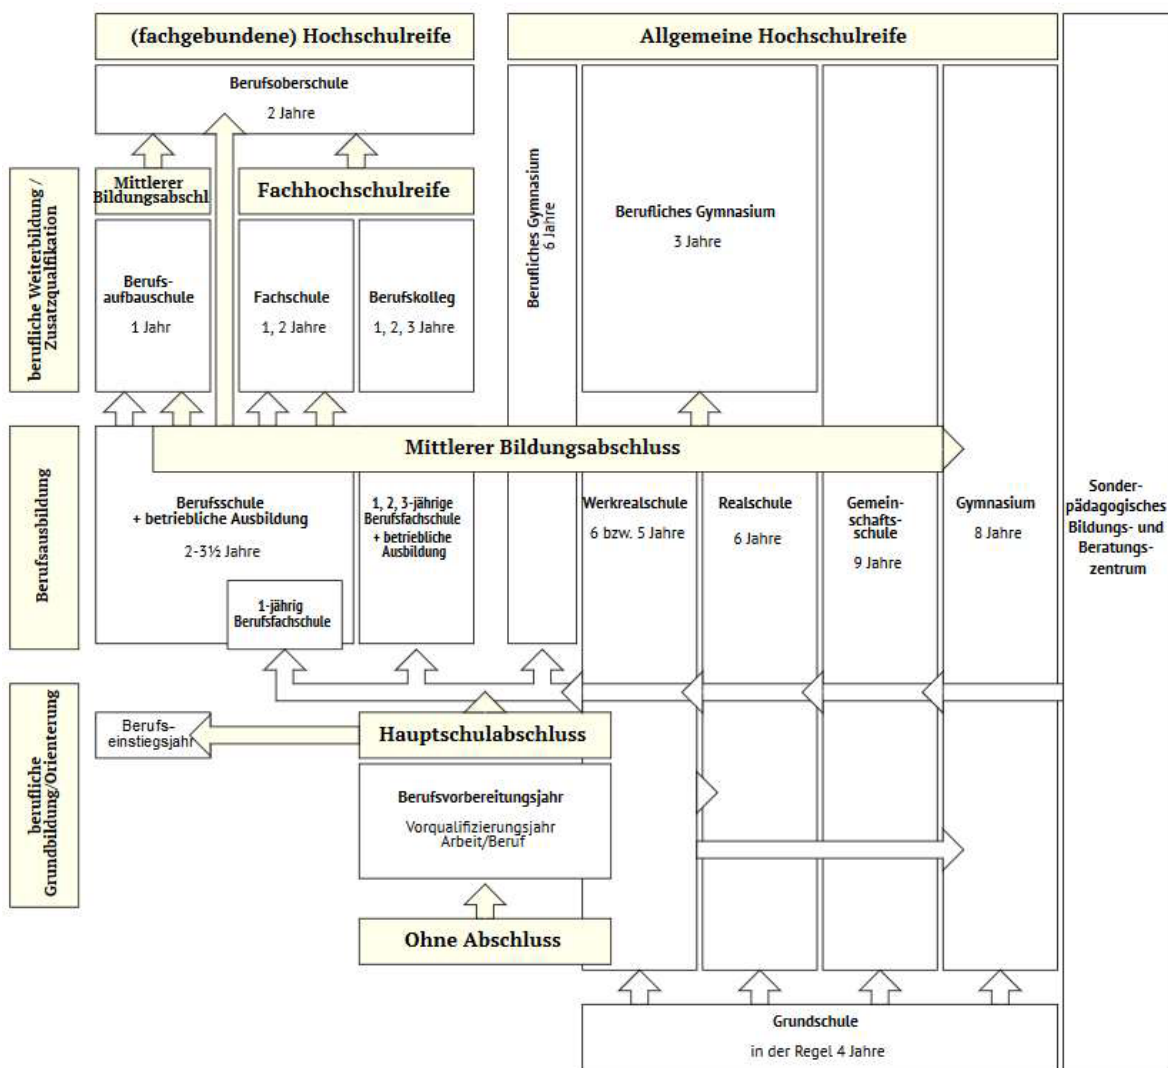 (fachgebundene) Hochschulreife
Allgemeine Hochschulreife
Berufsoberschule
2 Jahre
berufliche Weiterbildung /
Zusatzqualfikation
Mittlerer
Bildungsabschl
Fachhochschulreife
Berufs-
aufbauschule
1 Jahr
Fachschule
1, 2 Jahre
Berufskolleg
1, 2, 3 Jahre
Berufliches Gymnasium
6 Jahre
Berufliches Gymnasium
3 Jahre
Berufsausbildung
Mittlerer Bildungsabschluss
Berufsschule
+ betriebliche Ausbildung
2-3½ Jahre
1-jährig
Berufsfachschule
1, 2, 3-jährige
Berufsfachschule
+ betriebliche
Ausbildung
Werkrealschule
6 bzw. 5 Jahre
Realschule
6 Jahre
Gemein-
schafts-
schule
9 Jahre
Gymnasium
8 Jahre
Sonder-
pädagogisches
Bildungs- und
Beratungs-
zentrum
berufliche
Grundbildung/Orienterung
Berufs-
einstiegsjahr
Hauptschulabschluss
Berufsvorbereitungsjahr
Vorqualifizierungsjahr
Arbeit/Beruf
Ohne Abschluss
Grundschule
in der Regel 4 Jahre